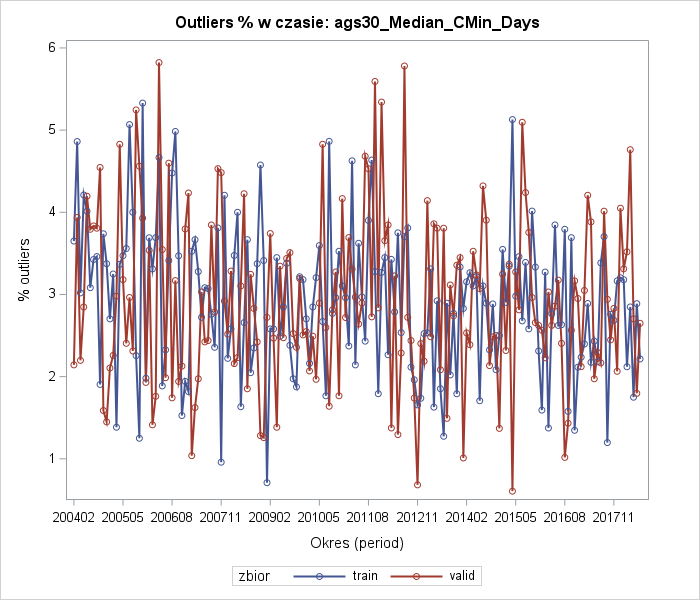 Outliers % w czasie: ags30_Median_CMin_Days
% outliers
6
5
4
3
2
1
200402 200505 200608 200711 200902 201005 201108 201211 201402 201505 201608 201711
Okres (period)
zbior train valid